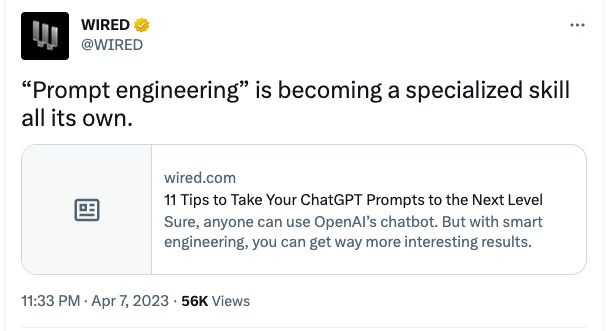 WIRED
@WIRED
“Prompt engineering” is becoming a specialized skill
all its own.
wired.com
11 Tips to Take Your ChatGPT Prompts to the Next Level
Sure, anyone can use OpenAI’s chatbot. But with smart
engineering, you can get way more interesting results.
11:33 PM · Apr 7, 2023 · 56K Views